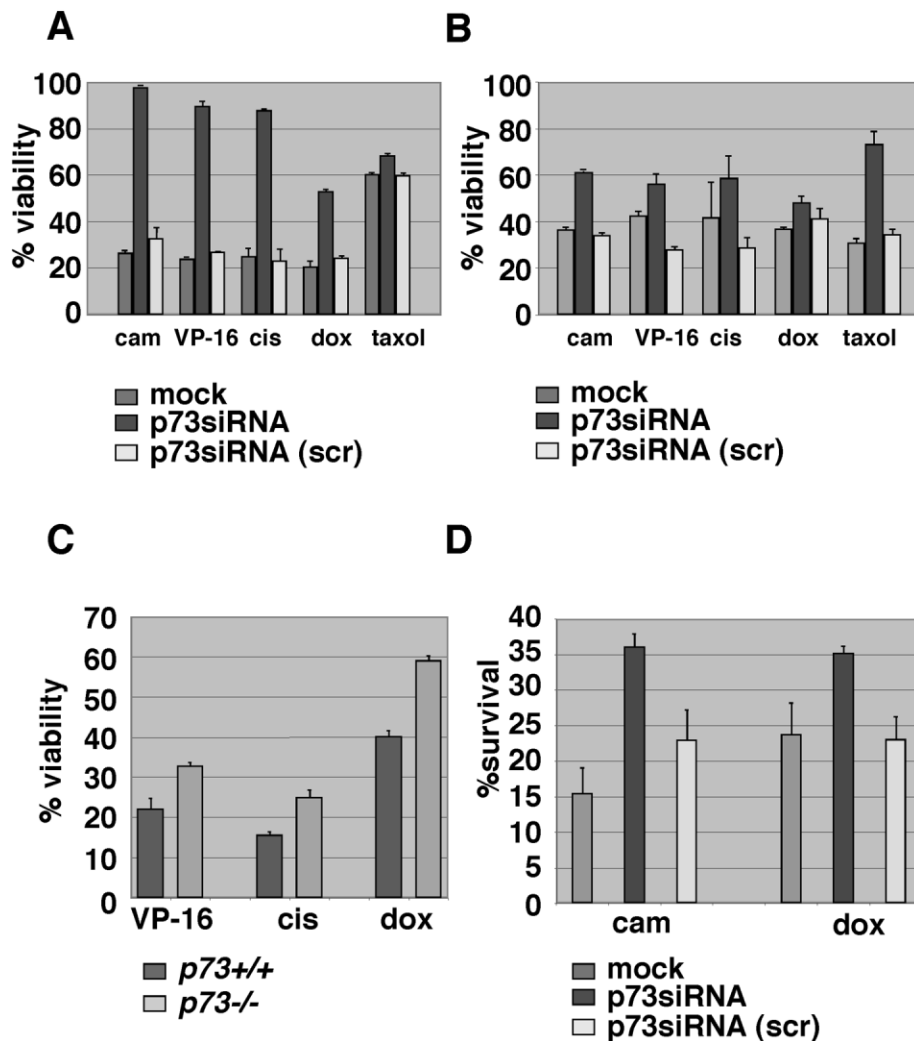 A
% viability
100
80
60
40
20
0
cam VP-16 cis dox taxol
mock
p73siRNA
p73siRNA (scr)
B
% viability
100
80
60
40
20
0
cam VP-16 cis dox taxol
mock
p73siRNA
p73siRNA (scr)
C
% viability
70
60
50
40
30
20
10
0
VP-16 cis dox
p73+/+
p73-/-
D
%survival
40
35
30
25
20
15
10
5
0
cam dox
mock
p73siRNA
p73siRNA (scr)